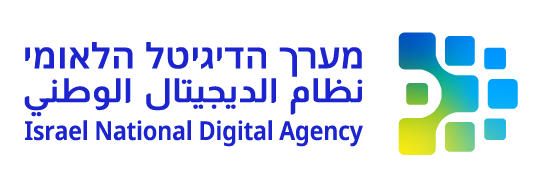 מערך הדיגיטל הלאומי
نظام الديجيتال الوطني
Israel National Digital Agency